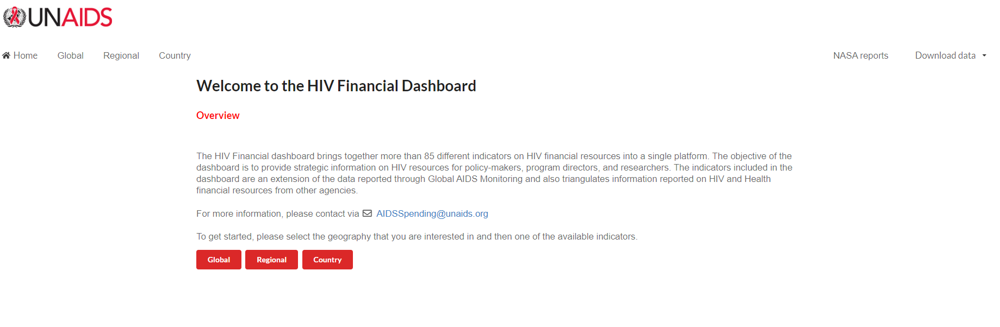 UNAIDS
Home Global Regional Country NASA reports Download data
Welcome to the HIV Financial Dashboard
Overview
The HIV Financial dashboard brings together more than 85 different indicators on HIV financial resources into a single platform. The objective of the
dashboard is to provide strategic information on HIV resources for policy-makers, program directors, and researchers. The indicators included in the
dashboard are an extension of the data reported through Global AIDS Monitoring and also triangulates information reported on HIV and Health
financial resources from other agencies.
For more information, please contact via AIDSSpending@unaids.org
To get started, please select the geography that you are interested in and then one of the available indicators.
Global Regional Country